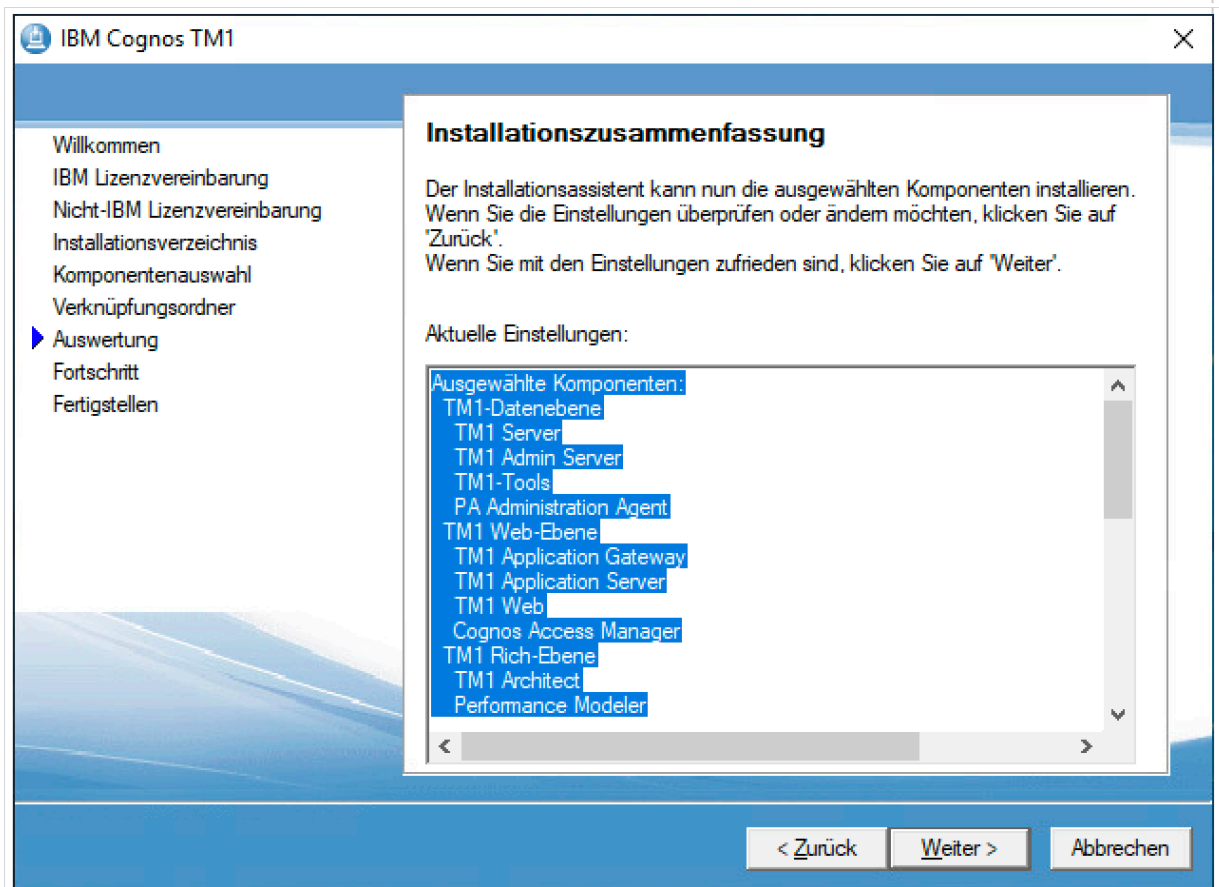 IBM Cognos TM1
Willkommen
IBM Lizenzvereinbarung
Nicht-IBM Lizenzvereinbarung
Installationsverzeichnis
Komponentenauswahl
Verknüpfungsordner
Auswertung
Fortschritt
Fertigstellen
Installationszusammenfassung
Der Installationsassistent kann nun die ausgewählten Komponenten installieren.
Wenn Sie die Einstellungen überprüfen oder ändern möchten, klicken Sie auf
'Zurück'.
Wenn Sie mit den Einstellungen zufrieden sind, klicken Sie auf 'Weiter'.
Aktuelle Einstellungen:
Ausgewählte Komponenten:
TM1-Datenebene
TM1 Server
TM1 Admin Server
TM1-Tools
PA Administration Agent
TM1 Web-Ebene
TM1 Application Gateway
TM1 Application Server
TM1 Web
Cognos Access Manager
TM1 Rich-Ebene
TM1 Architect
Performance Modeler
< Zurück
Weiter >
Abbrechen